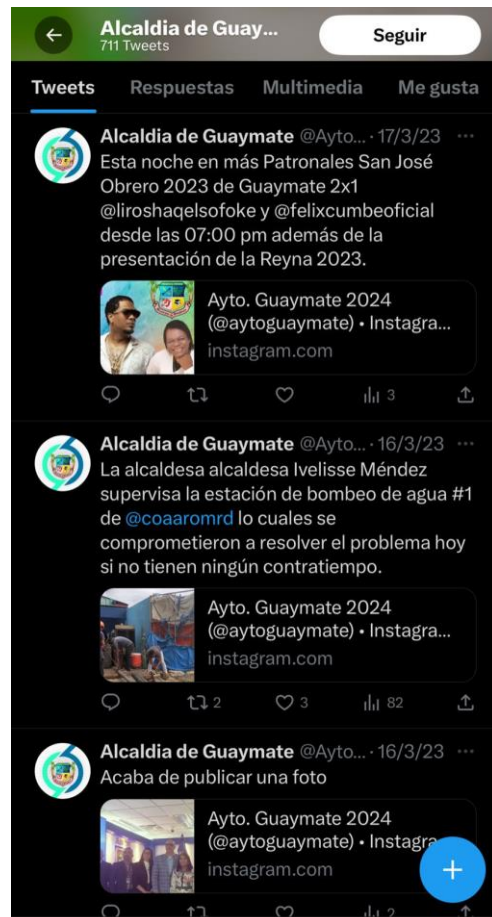 Alcaldia de Guay...
711 Tweets
Seguir
Tweets Respuestas Multimedia Me gusta
Alcaldia de Guaymate @Ayto... · 17/3/23 ...
Esta noche en más Patronales San José
Obrero 2023 de Guaymate 2x1
@liroshaqelsofoke y @felixcumbeoficial
desde las 07:00 pm además de la
presentación de la Reyna 2023.
Ayto. Guaymate 2024
(@aytoguaymate) • Instagra...
instagram.com
3
Alcaldia de Guaymate @Ayto... · 16/3/23 ...
La alcaldesa alcaldesa Ivelisse Méndez
supervisa la estación de bombeo de agua #1
de @coaaromrd lo cuales se
comprometieron a resolver el problema hoy
si no tienen ningún contratiempo.
Ayto. Guaymate 2024
(@aytoguaymate) • Instagra...
instagram.com
2 3 82
Alcaldia de Guaymate @Ayto... · 16/3/23 ...
Acaba de publicar una foto
Ayto. Guaymate 2024
(@aytoguaymate) • Instagra
instagram.com
2